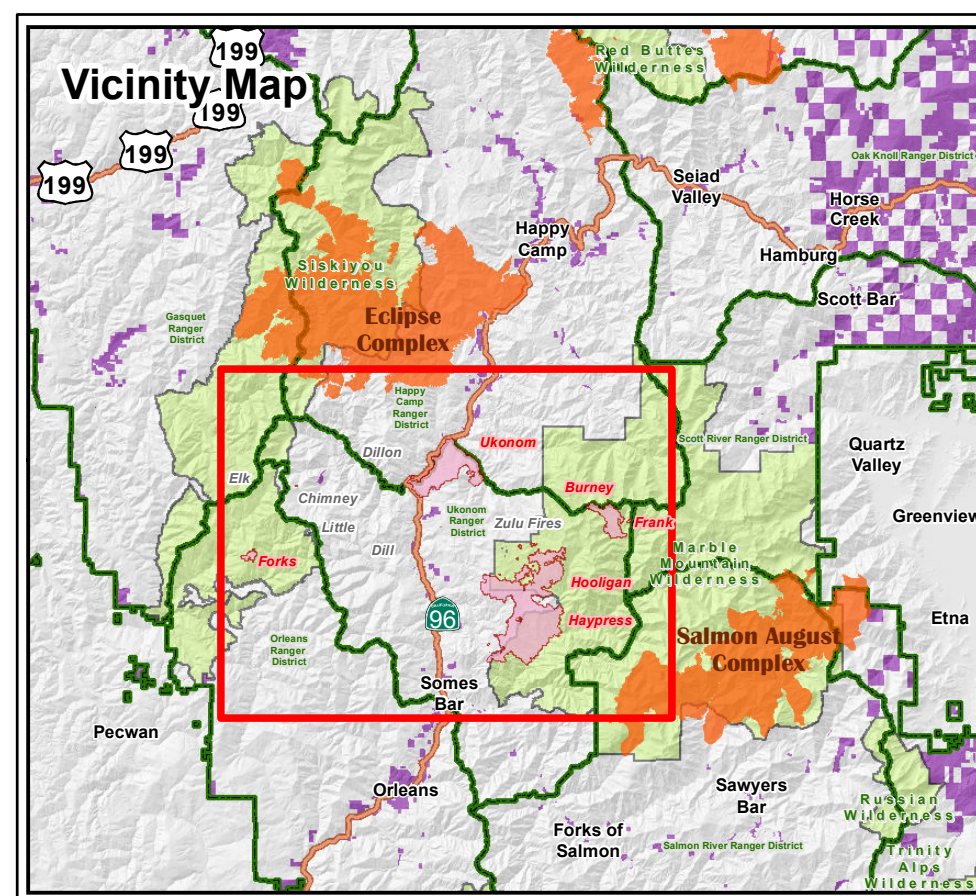 199
Vicinity Map
199
199
199
Red Buttes
Wilderness
Oak Knoll Ranger District
Seiad
Valley
Horse
Creek
Happy
Camp
Hamburg
Siskiyou
Wilderness
Scott Bar
Gasquet
Ranger
District
Eclipse
Complex
Happy
Camp
Ranger
District
Ukonom
Scott River Ranger District
Quartz
Valley
Dillon
Elk
Chimney
Burney
Ukonom
Ranger
District
Little
Zulu Fires
Frank
Greenview
Dill
Marble
Mountain
Wilderness
Forks
Hooligan
CALIFORNIA
96
Haypress
Etna
Orleans
Ranger
District
Salmon August
Complex
Somes
Bar
Pecwan
Orleans
Sawyers
Bar
Russian
Wilderness
Forks of
Salmon
Salmon River Ranger District
Trinity
Alps
Wilderness